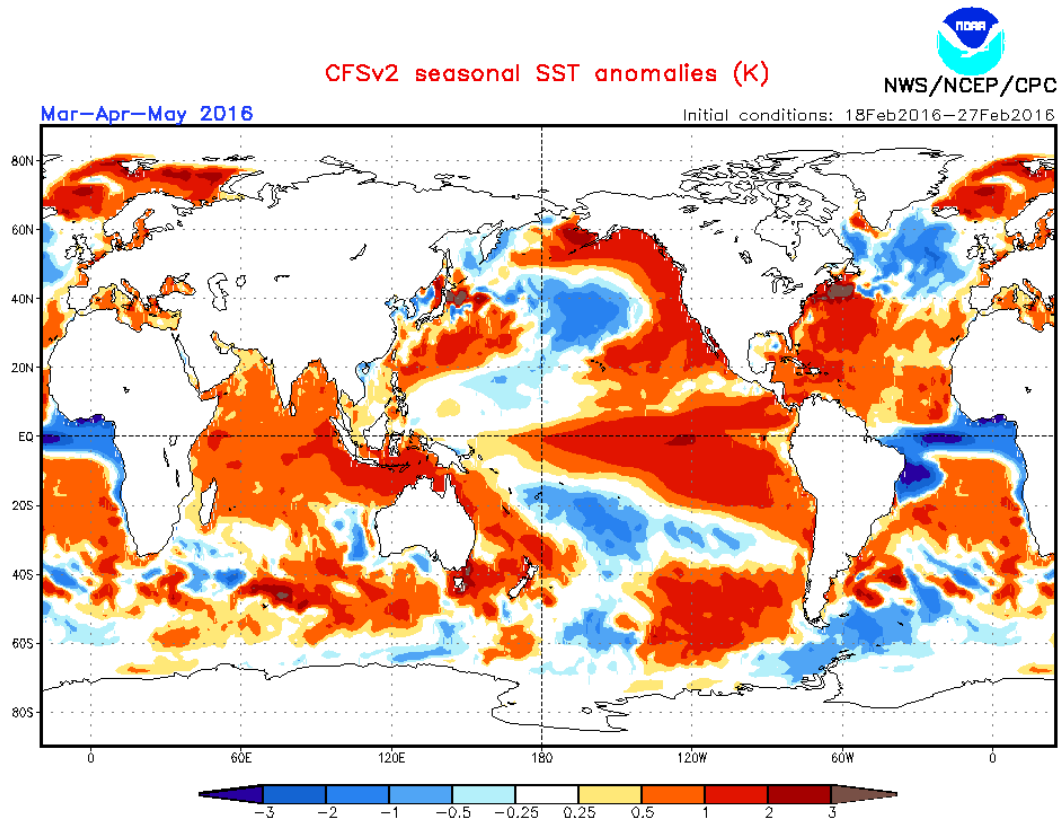 NOAA
CFSv2 seasonal SST anomalies (K)
NWS/NCEP/CPC
Mar-Apr-May 2016
Initial conditions: 18Feb2016-27Feb2016
80N
60N
40N
20N
EQ
20S
40S
60S
80S
0 60E 120E 180 120W 60W 0
-3 -2 -1 -0.5 -0.25 0.25 0.5 1 2 3